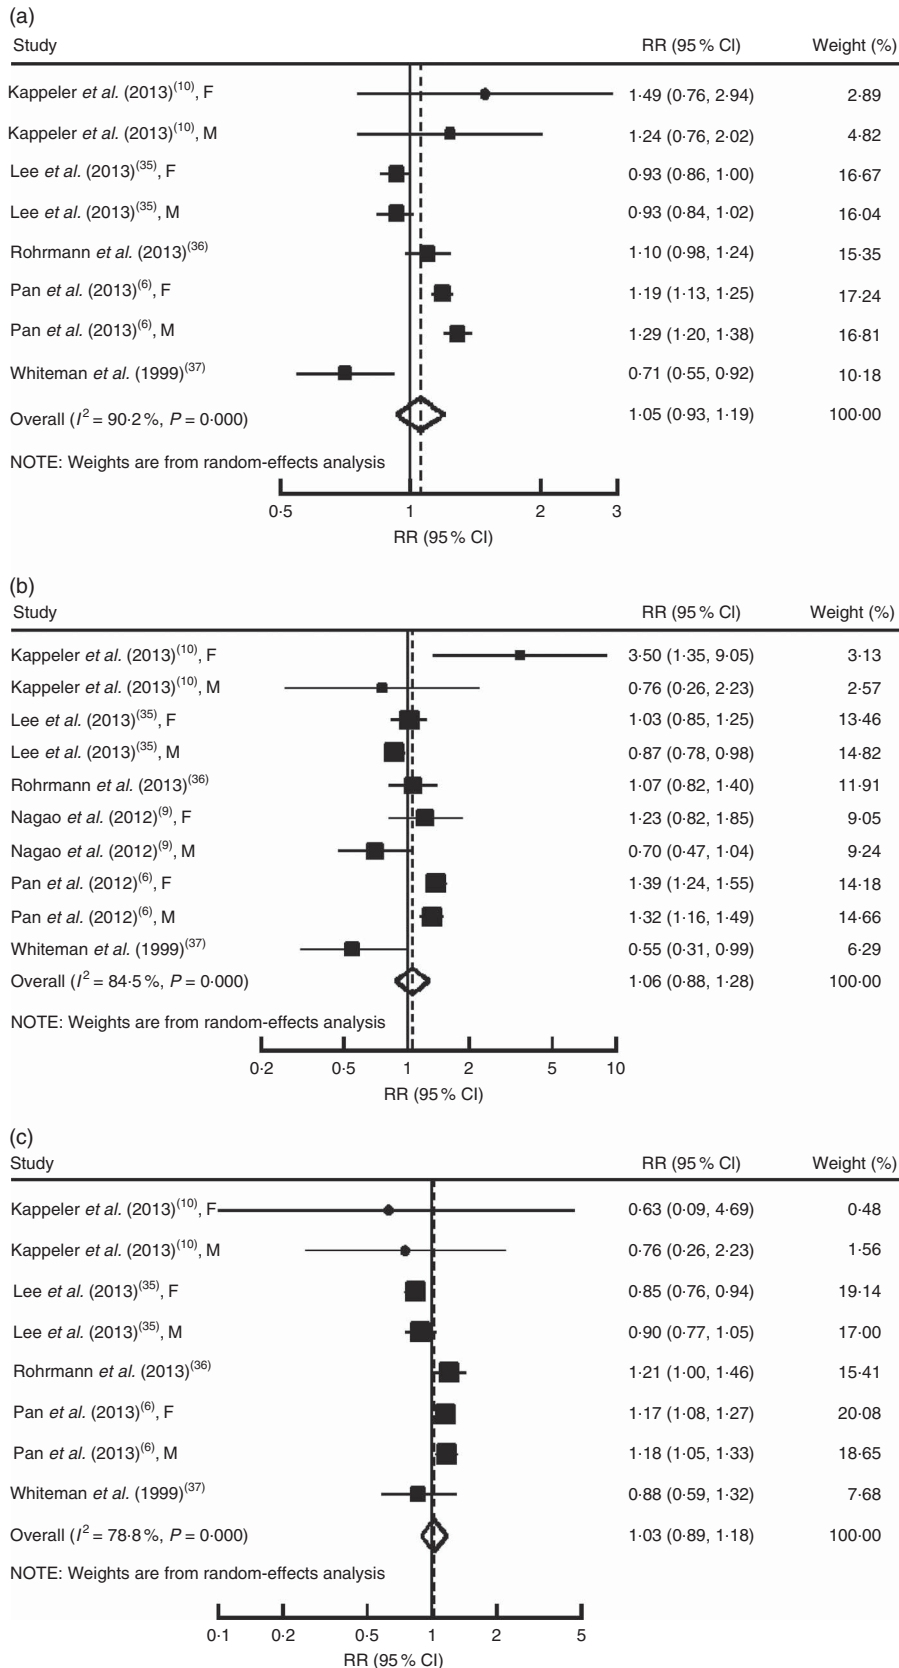 (a)
Study RR (95 % CI) Weight (%)
Kappeler et al. (2013)(10), F 1·49 (0·76, 2·94) 2·89
Kappeler et al. (2013)(10), M 1·24 (0·76, 2·02) 4·82
Lee et al. (2013)(35), F 0·93 (0·86, 1·00) 16·67
Lee et al. (2013)(35), M 0·93 (0·84, 1·02) 16·04
Rohrmann et al. (2013)(36) 1·10 (0·98, 1·24) 15·35
Pan et al. (2013)(6), F 1·19 (1·13, 1·25) 17·24
Pan et al. (2013)(6), M 1·29 (1·20, 1·38) 16·81
Whiteman et al. (1999)(37) 0·71 (0·55, 0·92) 10·18
Overall (I2 = 90·2 %, P = 0·000) 1·05 (0·93, 1·19) 100·00
NOTE: Weights are from random-effects analysis
0·5 1 2 3
RR (95 % CI)
(b)
Study RR (95 % CI) Weight (%)
Kappeler et al. (2013)(10), F 3·50 (1·35, 9·05) 3·13
Kappeler et al. (2013)(10), M 0·76 (0·26, 2·23) 2·57
Lee et al. (2013)(35), F 1·03 (0·85, 1·25) 13·46
Lee et al. (2013)(35), M 0·87 (0·78, 0·98) 14·82
Rohrmann et al. (2013)(36) 1·07 (0·82, 1·40) 11·91
Nagao et al. (2012)(9), F 1·23 (0·82, 1·85) 9·05
Nagao et al. (2012)(9), M 0·70 (0·47, 1·04) 9·24
Pan et al. (2012)(6), F 1·39 (1·24, 1·55) 14·18
Pan et al. (2012)(6), M 1·32 (1·16, 1·49) 14·66
Whiteman et al. (1999)(37) 0·55 (0·31, 0·99) 6·29
Overall (I2 = 84·5 %, P = 0·000) 1·06 (0·88, 1·28) 100·00
NOTE: Weights are from random-effects analysis
0·2 0·5 1 2 5 10
RR (95 % CI)
(c)
Study RR (95 % CI) Weight (%)
Kappeler et al. (2013)(10), F 0·63 (0·09, 4·69) 0·48
Kappeler et al. (2013)(10), M 0·76 (0·26, 2·23) 1·56
Lee et al. (2013)(35), F 0·85 (0·76, 0·94) 19·14
Lee et al. (2013)(35), M 0·90 (0·77, 1·05) 17·00
Rohrmann et al. (2013)(36) 1·21 (1·00, 1·46) 15·41
Pan et al. (2013)(6), F 1·17 (1·08, 1·27) 20·08
Pan et al. (2013)(6), M 1·18 (1·05, 1·33) 18·65
Whiteman et al. (1999)(37) 0·88 (0·59, 1·32) 7·68
Overall (I2 = 78·8 %, P = 0·000) 1·03 (0·89, 1·18) 100·00
NOTE: Weights are from random-effects analysis
0·1 0·2 0·5 1 2 5
RR (95 % CI)